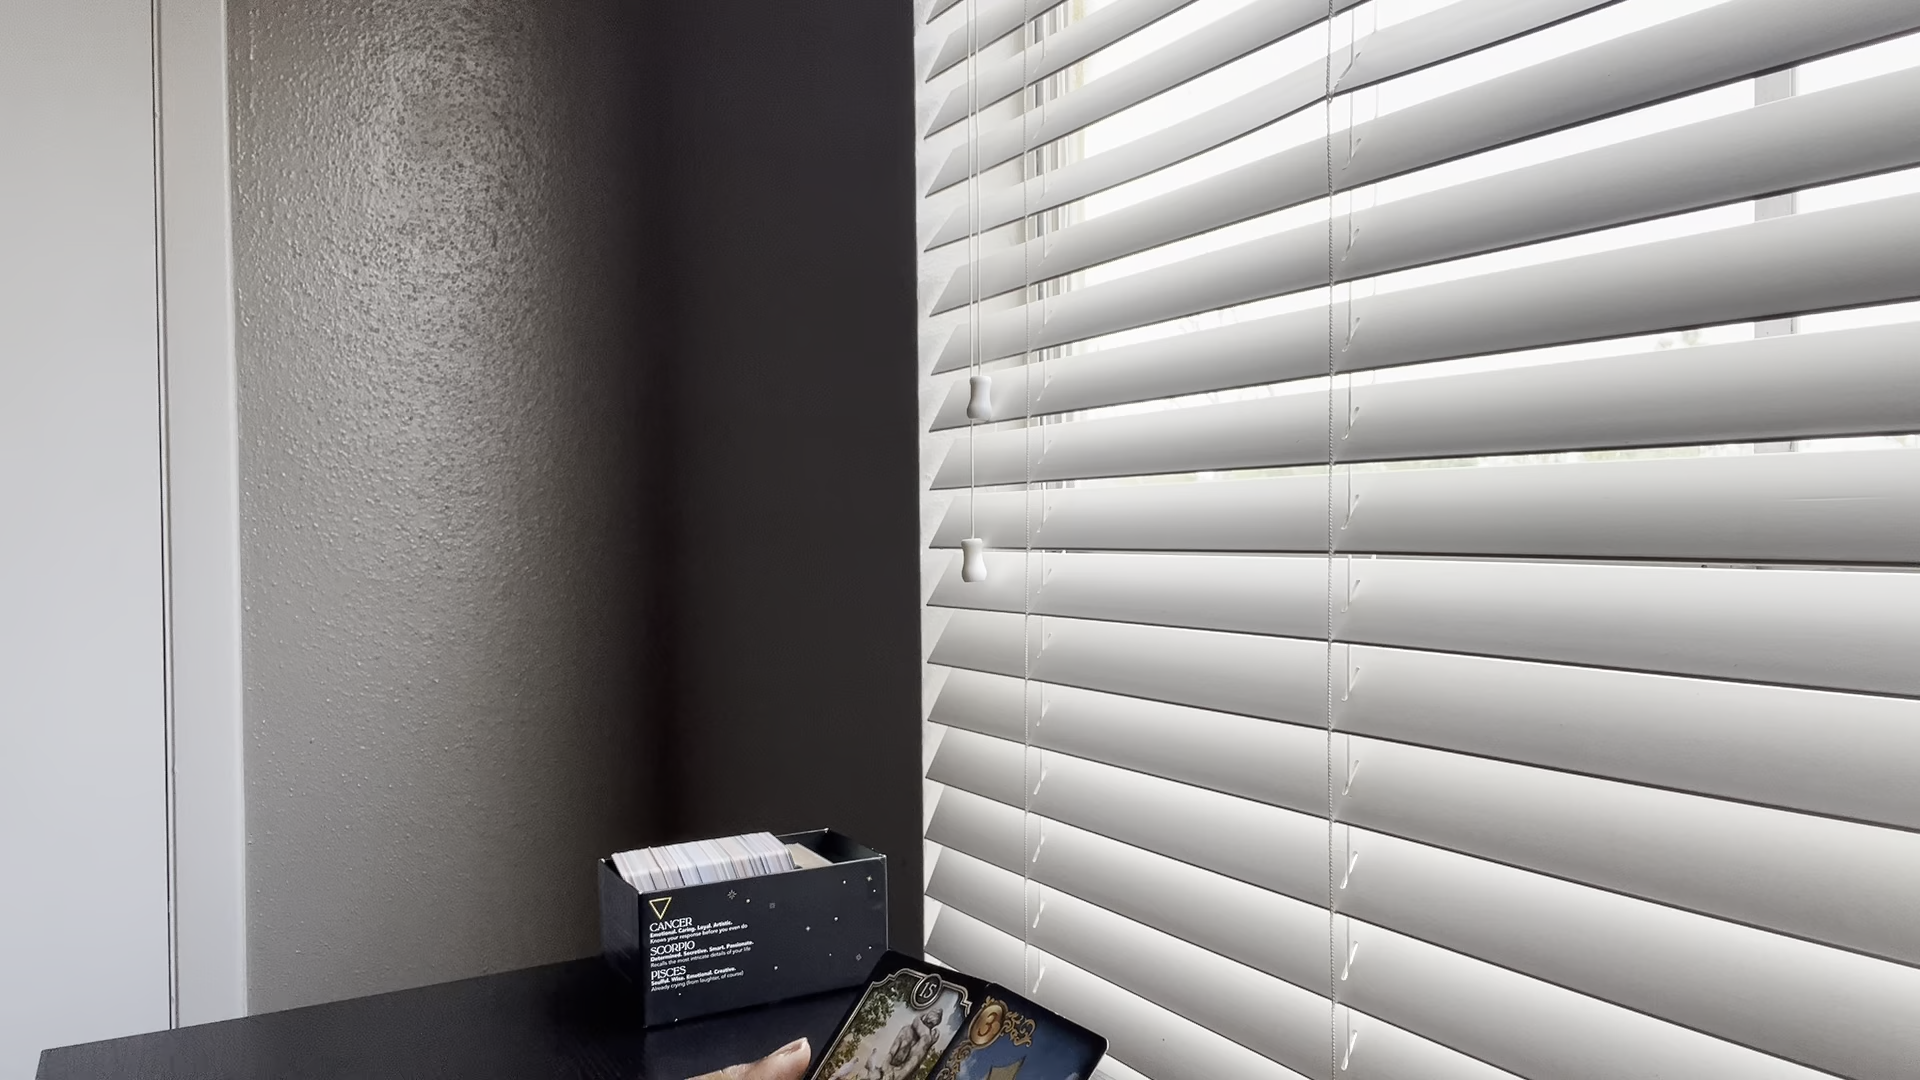 CANCER
Emotional. Caring. Loyal. Artistic.
Knows your response before you even do
SCORPIO
Determined. Secretive. Smart. Passionate.
Recalls the most intricate details of your life
PISCES
Soulful. Wise. Emotional. Creative.
Already crying (from laughter, of course)
15
3